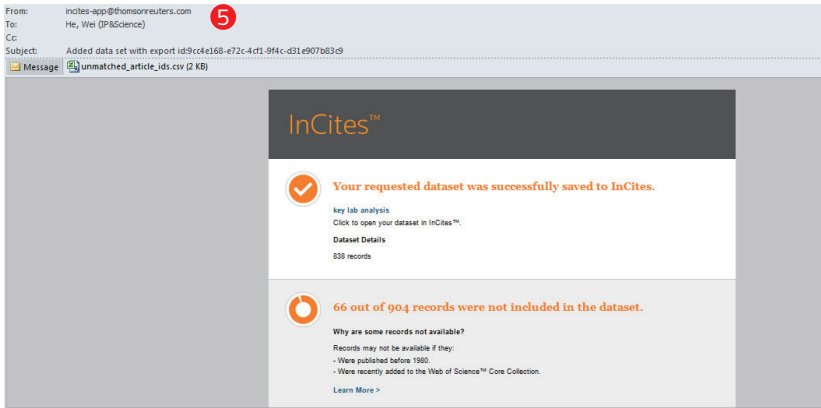 From: incites-app@thomsonreuters.com
5
To: He, Wei (IP&Science)
Cc:
Subject: Added data set with export id:9cc4e168-e72c-4cf1-9f4c-d31e907b83c9
Message unmatched_article_ids.csv (2 KB)
InCites™
Your requested dataset was successfully saved to InCites.
key lab analysis
Click to open your dataset in InCites™.
Dataset Details
838 records
66 out of 904 records were not included in the dataset.
Why are some records not available?
Records may not be available if they:
- Were published before 1980.
- Were recently added to the Web of Science™ Core Collection.
Learn More >